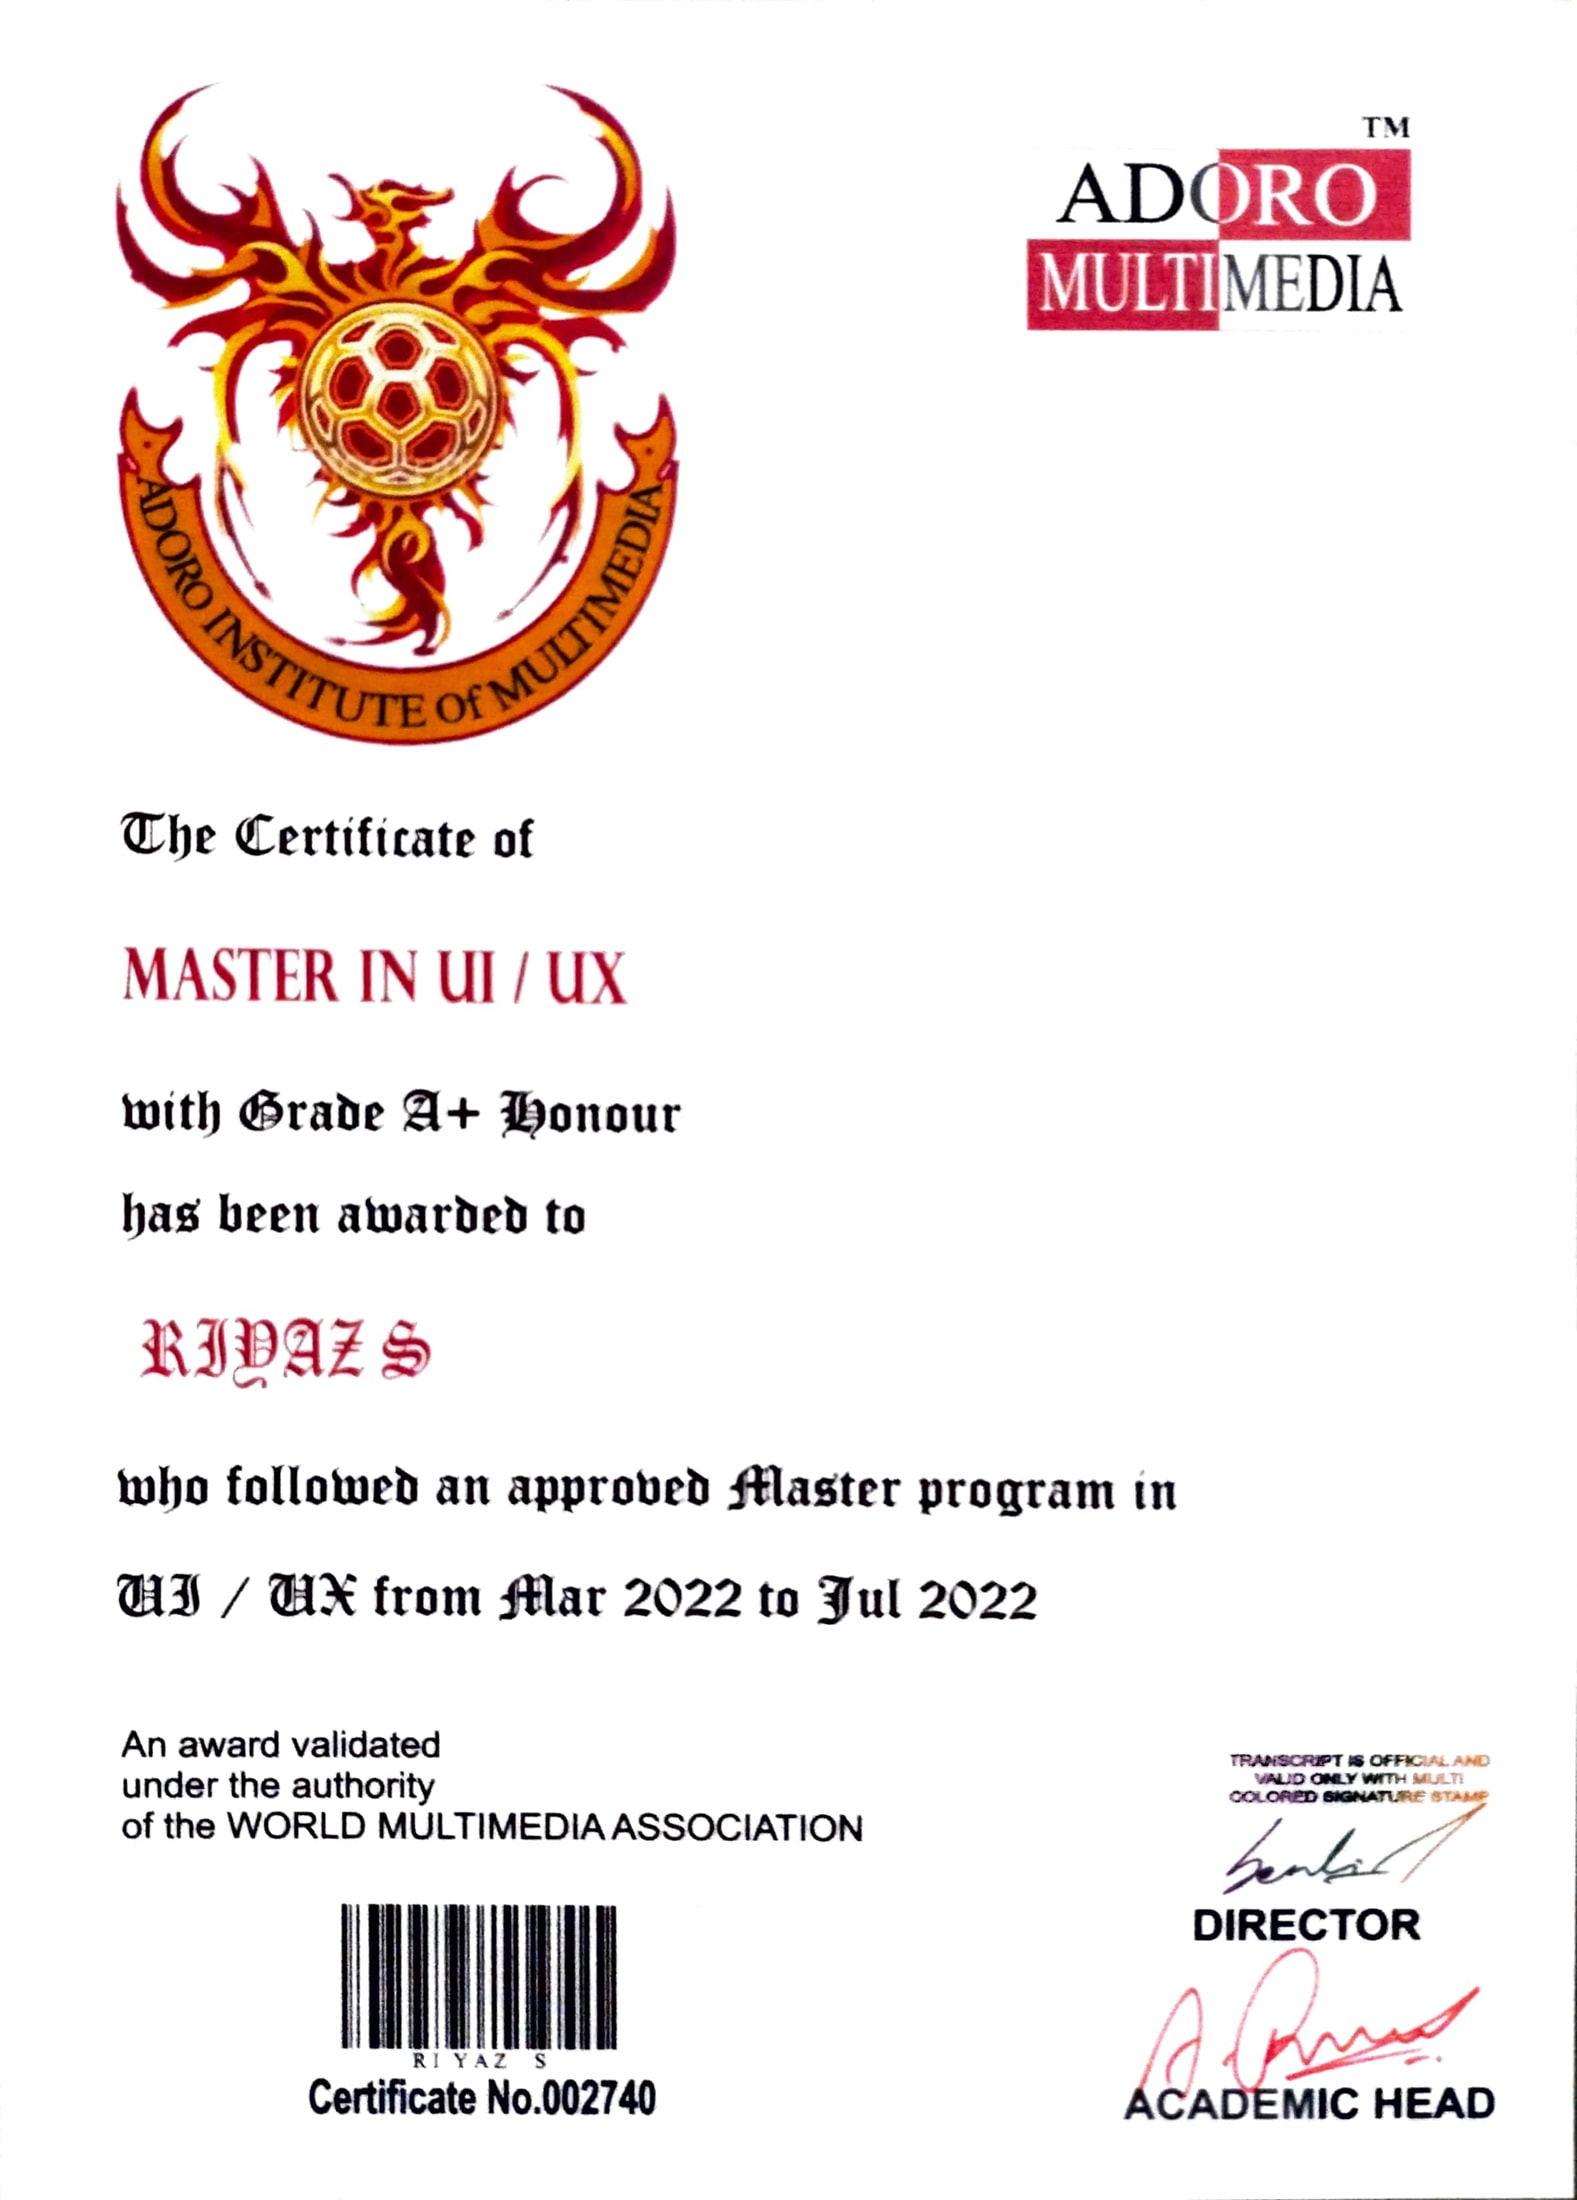 TM
ADORO
MULTIMEDIA
ADORO INSTITUTE Of MULTIMEDIA
The Certificate of
MASTER IN UI / UX
with Grade A+ Honour
has been awarded to
RIYAZ S
who followed an approved Master program in
UI / UX from Mar 2022 to Jul 2022
An award validated
under the authority
of the WORLD MULTIMEDIA ASSOCIATION
TRANSCRIPT IS OFFICIAL AND
VALID ONLY WITH MULTI
COLORED SIGNATURE STAMP
DIRECTOR
RIYAZ S
Certificate No.002740
ACADEMIC HEAD